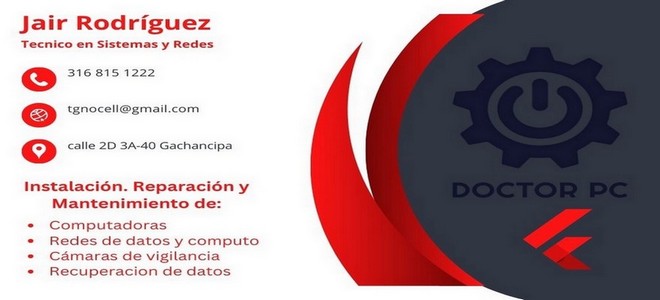 Jair Rodríguez
Tecnico en Sistemas y Redes
316 815 1222
tgnocell@gmail.com
calle 2D 3A-40 Gachancipa
Instalación. Reparación y
Mantenimiento de:
• Computadoras
• Redes de datos y computo
• Cámaras de vigilancia
• Recuperacion de datos
DOCTOR PC